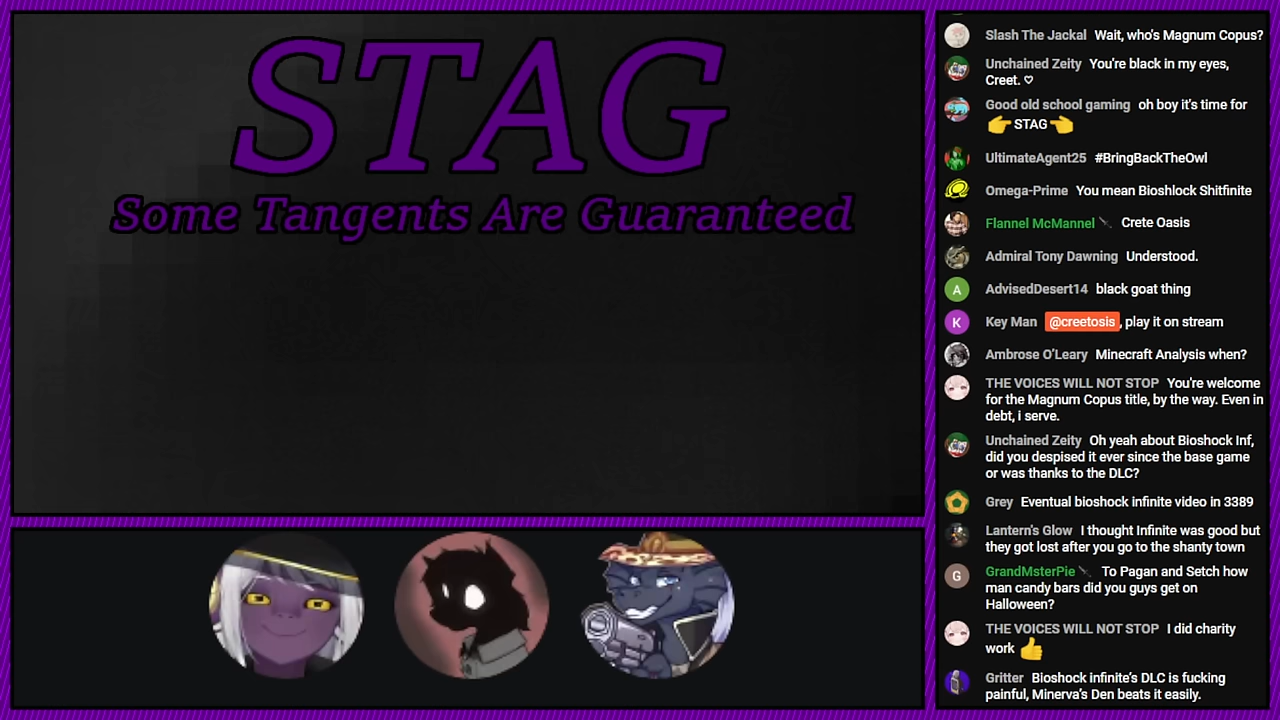 STAG
Some Tangents Are Guaranteed
Slash The Jackal Wait, who's Magnum Copus?
Unchained Zeity You're black in my eyes,
Creet. ♡
Good old school gaming oh boy it's time for
👉 STAG 👈
UltimateAgent25 #BringBackTheOwl
Omega-Prime You mean Bioshlock Shitfinite
Flannel McMannel Crete Oasis
Admiral Tony Dawning Understood.
A AdvisedDesert14 black goat thing
K Key Man @creetosis, play it on stream
Ambrose O'Leary Minecraft Analysis when?
THE VOICES WILL NOT STOP You're welcome
for the Magnum Copus title, by the way. Even in
debt, i serve.
Unchained Zeity Oh yeah about Bioshock Inf,
did you despised it ever since the base game
or was thanks to the DLC?
Grey Eventual bioshock infinite video in 3389
Lantern's Glow I thought Infinite was good but
they got lost after you go to the shanty town
G GrandMsterPie To Pagan and Setch how
man candy bars did you guys get on
Halloween?
THE VOICES WILL NOT STOP I did charity
work 👍
Gritter Bioshock infinite's DLC is fucking
painful, Minerva's Den beats it easily.